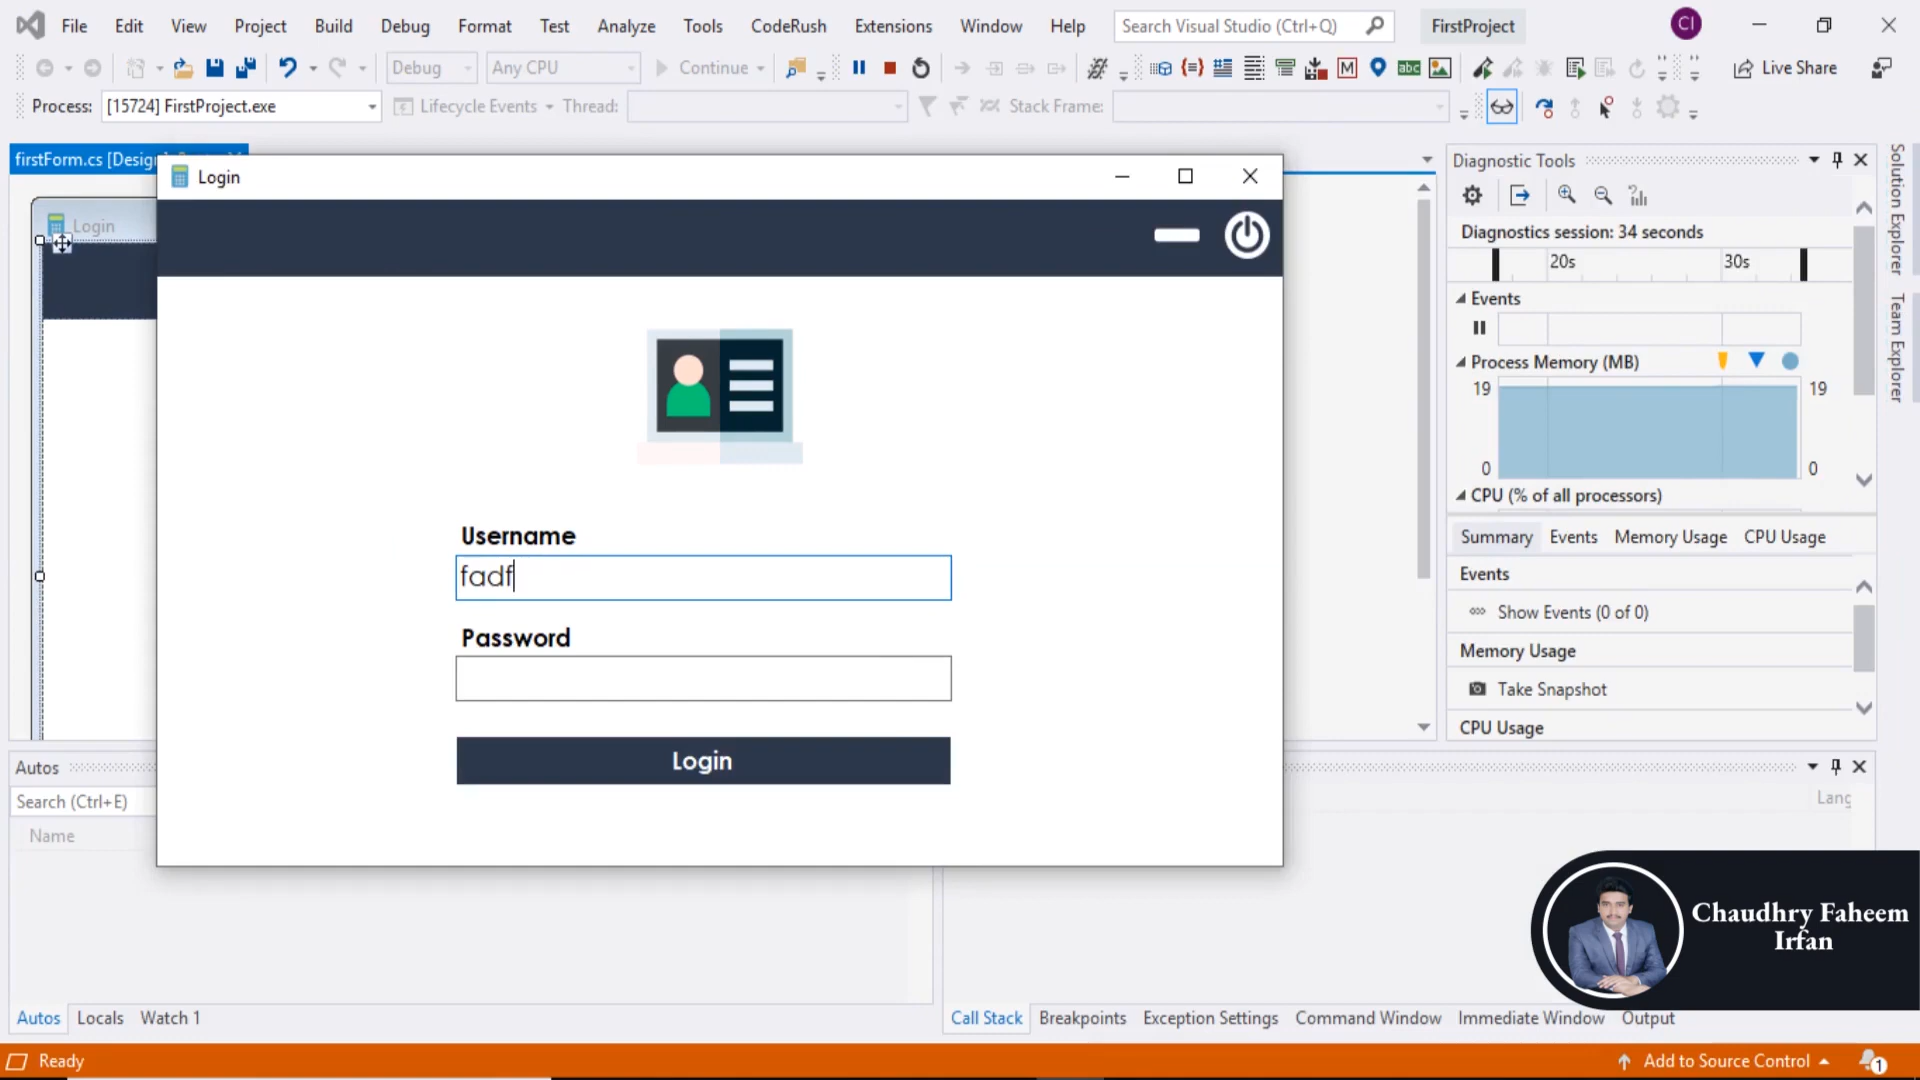 File Edit View Project Build Debug Format Test Analyze Tools CodeRush Extensions Window Help Search Visual Studio (Ctrl+Q) FirstProject CI
Debug Any CPU Continue Live Share
Process: [15724] FirstProject.exe Lifecycle Events Thread: Stack Frame:
firstForm.cs [Design
Login
Login
Username
fadf
Password
Login
Diagnostic Tools
Diagnostics session: 34 seconds
20s 30s
Events
Process Memory (MB)
19 19
0 0
CPU (% of all processors)
Summary Events Memory Usage CPU Usage
Events
Show Events (0 of 0)
Memory Usage
Take Snapshot
CPU Usage
Solution Explorer
Team Explorer
Autos
Search (Ctrl+E)
Name
Lang
Autos Locals Watch 1
Call Stack Breakpoints Exception Settings Command Window Immediate Window Output
Chaudhry Faheem
Irfan
Ready Add to Source Control 1